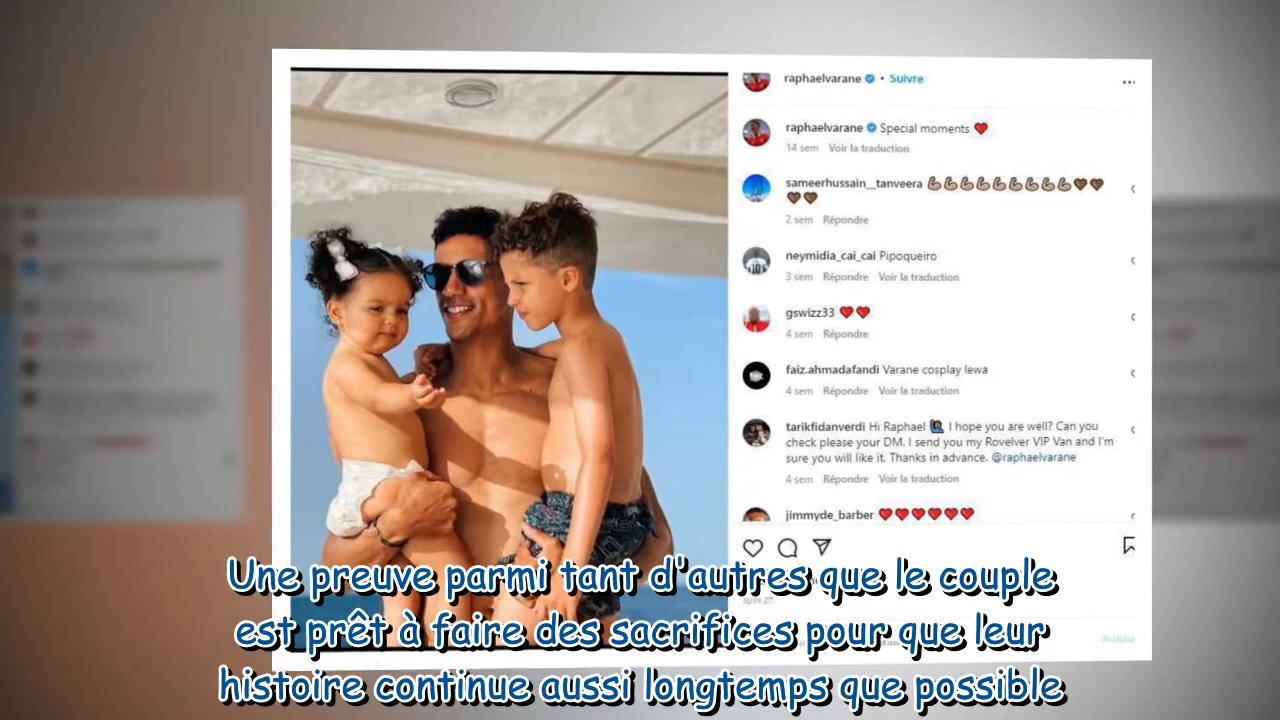 raphaelvarane • Suivre
raphaelvarane Special moments ❤️
14 sem Voir la traduction
sameerhussain__tanveera 💪🏼💪🏼💪🏼💪🏼💪🏼💪🏼💪🏼💪🏼💪🏼🤎🤎
🤎🤎
2 sem Répondre
neymidia_cai_cai Pipoqueiro
3 sem Répondre Voir la traduction
gswizz33 ❤️❤️
4 sem Répondre
faiz.ahmadafandi Varane cosplay lewa
4 sem Répondre Voir la traduction
tarikfidanverdi Hi Raphael 🙋🏿‍♂️ I hope you are well? Can you
check please your DM. I send you my Rovelver VIP Van and I'm
sure you will like it. Thanks in advance. @raphaelvarane
4 sem Répondre Voir la traduction
jimmyde_barber ❤️❤️❤️❤️❤️❤️
Une preuve parmi tant d'autres que le couple
est prêt à faire des sacrifices pour que leur
histoire continue aussi longtemps que possible